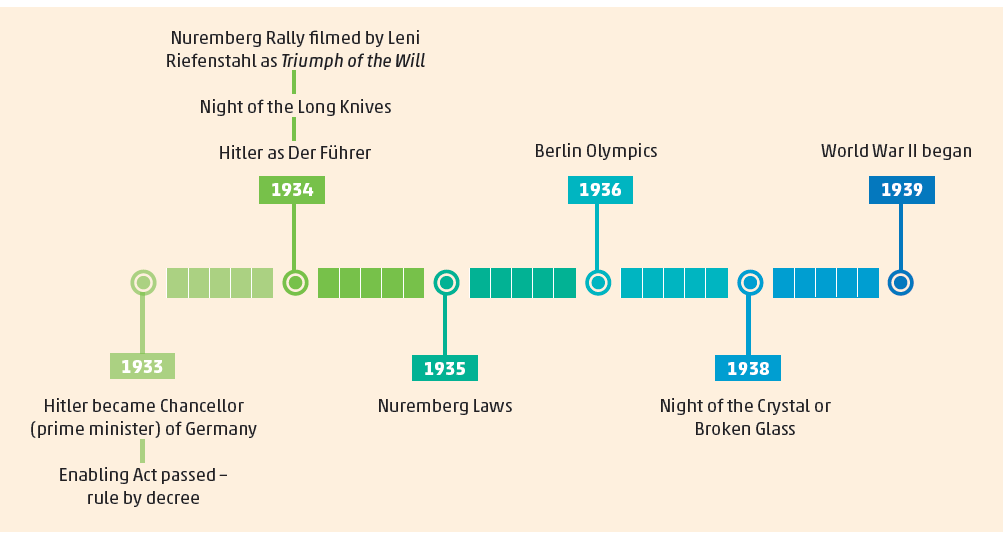 Nuremberg Rally filmed by Leni
Riefenstahl as Triumph of the Will
Night of the Long Knives
Hitler as Der Führer
1934
Berlin Olympics
1936
World War II began
1939
1933
Hitler became Chancellor
(prime minister) of Germany
Enabling Act passed –
rule by decree
1935
Nuremberg Laws
1938
Night of the Crystal or
Broken Glass